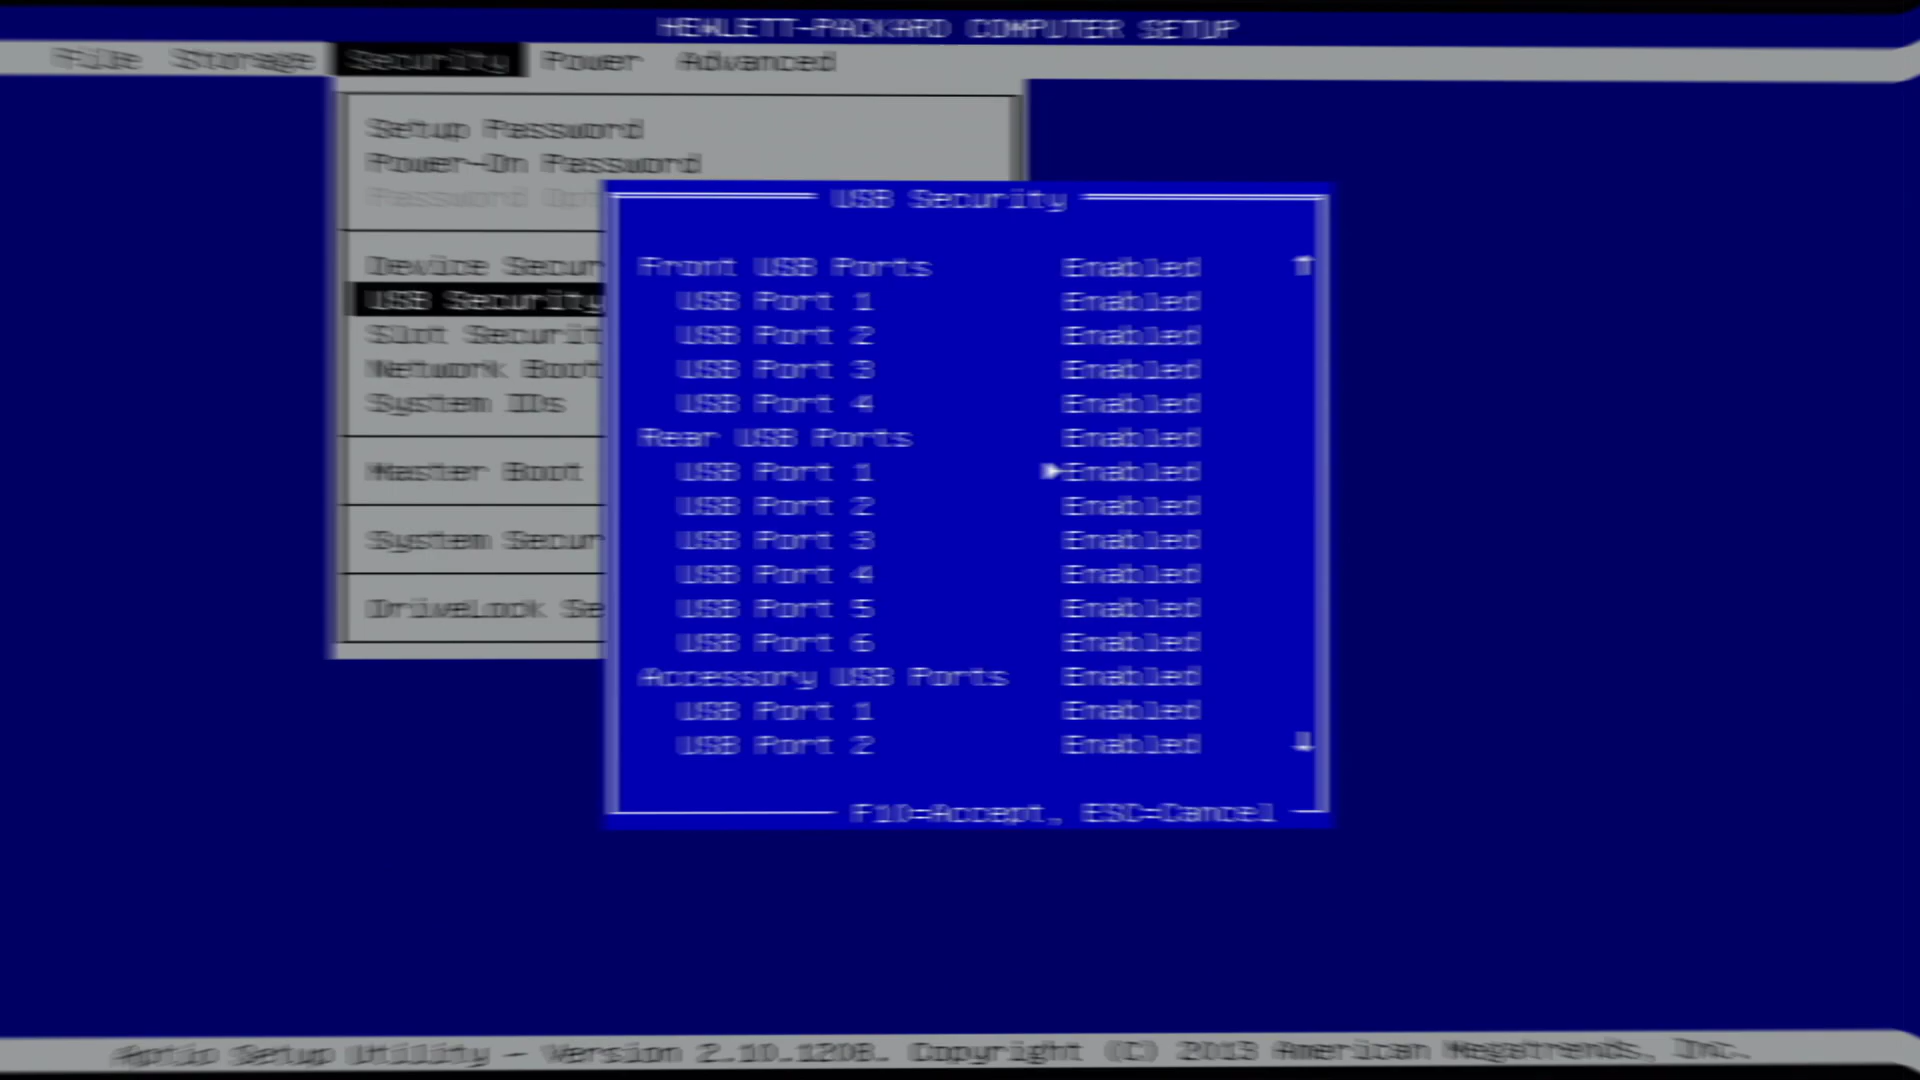 HEWLETT-PACKARD COMPUTER SETUP
File Storage Security Power Advanced
Setup Password
Power-On Password
Password
Device Secur
USB Security
Slot Securit
Network Boot
System IDs
Master Boot
System Secur
DriveLock Se
USB Security
Front USB Ports Enabled
USB Port 1 Enabled
USB Port 2 Enabled
USB Port 3 Enabled
USB Port 4 Enabled
Rear USB Ports Enabled
USB Port 1 Enabled
USB Port 2 Enabled
USB Port 3 Enabled
USB Port 4 Enabled
USB Port 5 Enabled
USB Port 6 Enabled
Accessory USB Ports Enabled
USB Port 1 Enabled
USB Port 2 Enabled
F10=Accept, ESC=Cancel
Aptio Setup Utility - Version 2.10.1208. Copyright (C) 2013 American Megatrends, Inc.